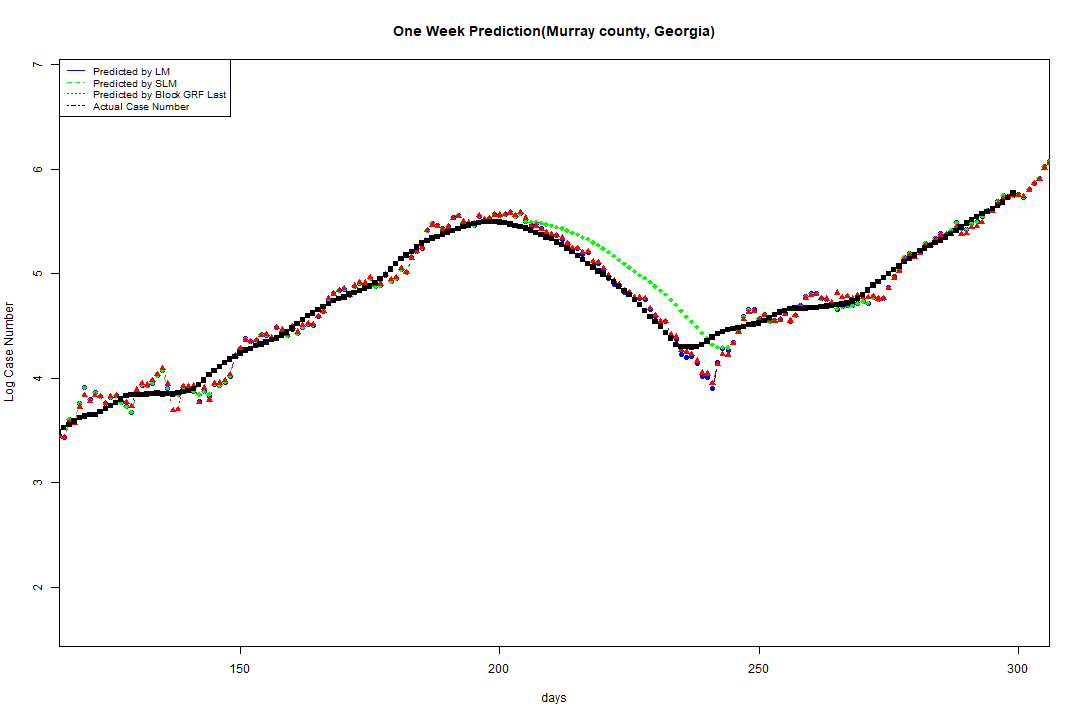 One Week Prediction(Murray county, Georgia)
Predicted by LM
Predicted by SLM
Predicted by Block GRF Last
Actual Case Number
Log Case Number
7
6
5
4
3
2
150 200 250 300
days